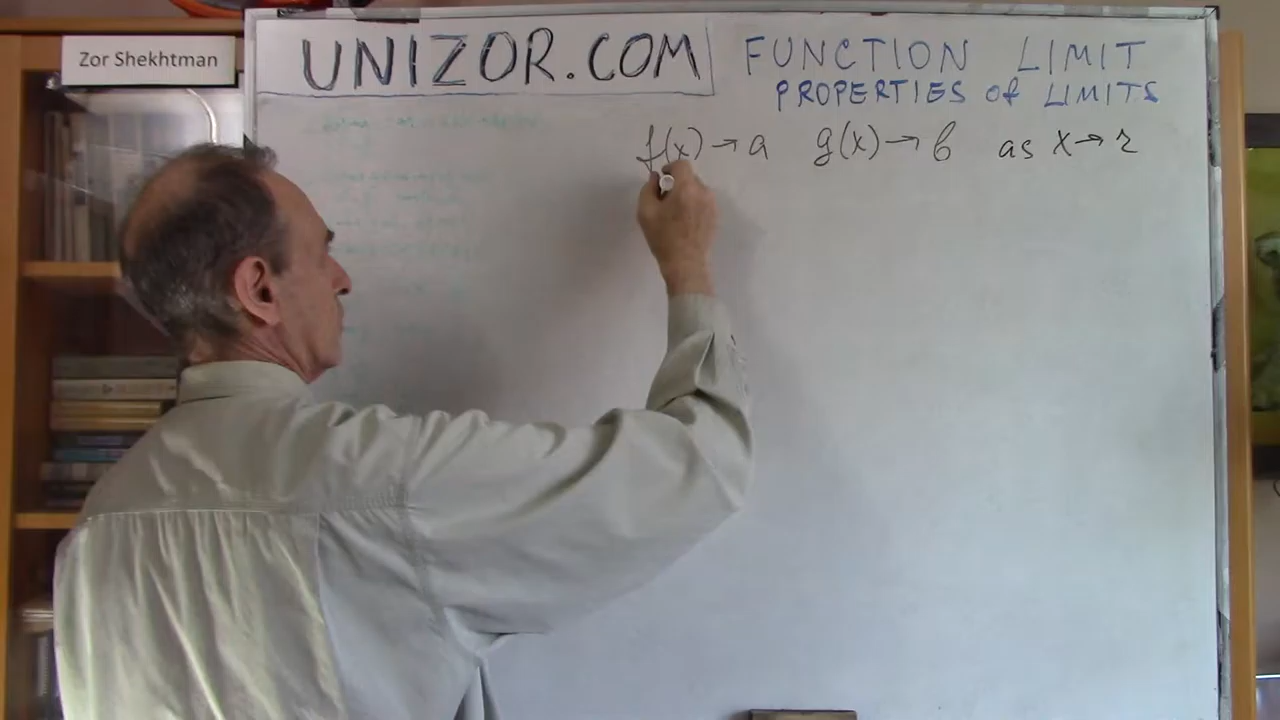 Zor Shekhtman
UNIZOR.COM
FUNCTION LIMIT
PROPERTIES of LIMITS
f(x)→a g(x)→b as x→r